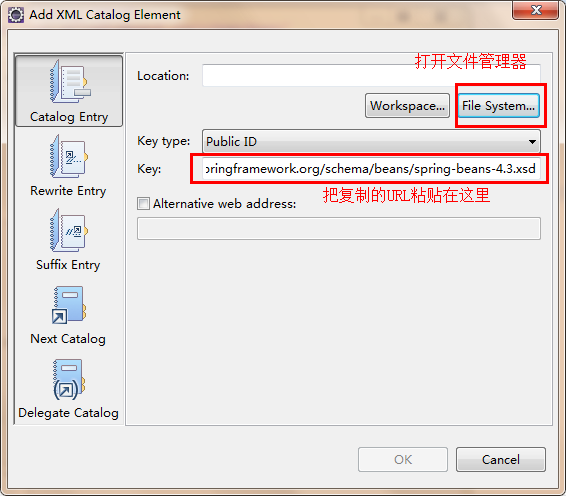 Add XML Catalog Element
打开文件管理器
Location:
Workspace...
File System...
Catalog Entry
Key type:
Public ID
Key:
pringframework.org/schema/beans/spring-beans-4.3.xsd
把复制的URL粘贴在这里
Rewrite Entry
Alternative web address:
Suffix Entry
Next Catalog
Delegate Catalog
OK
Cancel